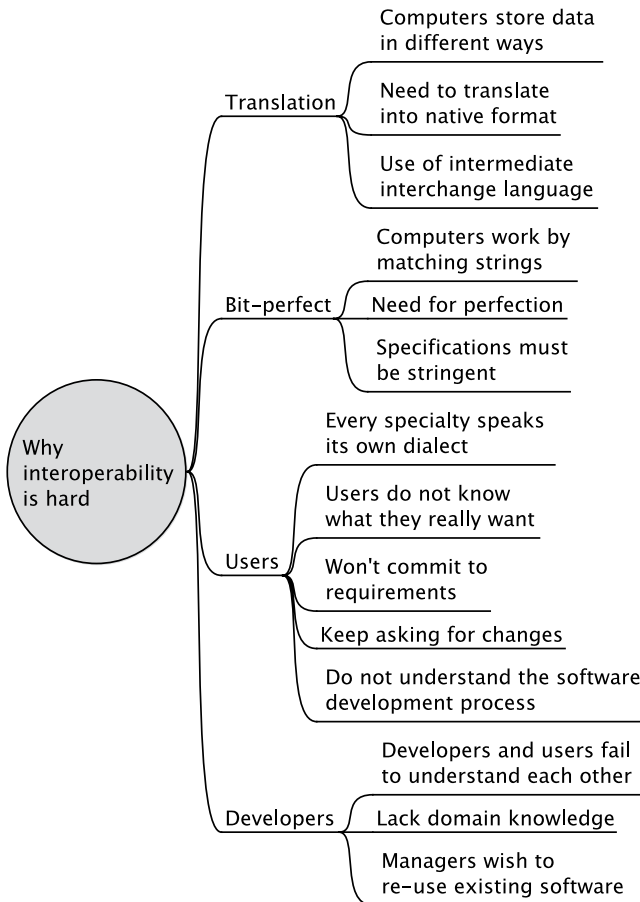 Why
interoperability
is hard
Translation
Computers store data
in different ways
Need to translate
into native format
Use of intermediate
interchange language
Bit-perfect
Computers work by
matching strings
Need for perfection
Specifications must
be stringent
Users
Every specialty speaks
its own dialect
Users do not know
what they really want
Won't commit to
requirements
Keep asking for changes
Do not understand the software
development process
Developers
Developers and users fail
to understand each other
Lack domain knowledge
Managers wish to
re-use existing software